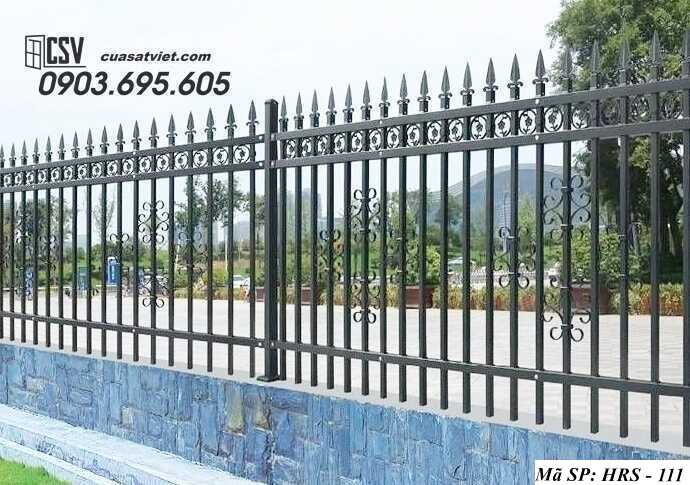 CSV
cuasatviet.com
0903.695.605
Mã SP: HRS - 111